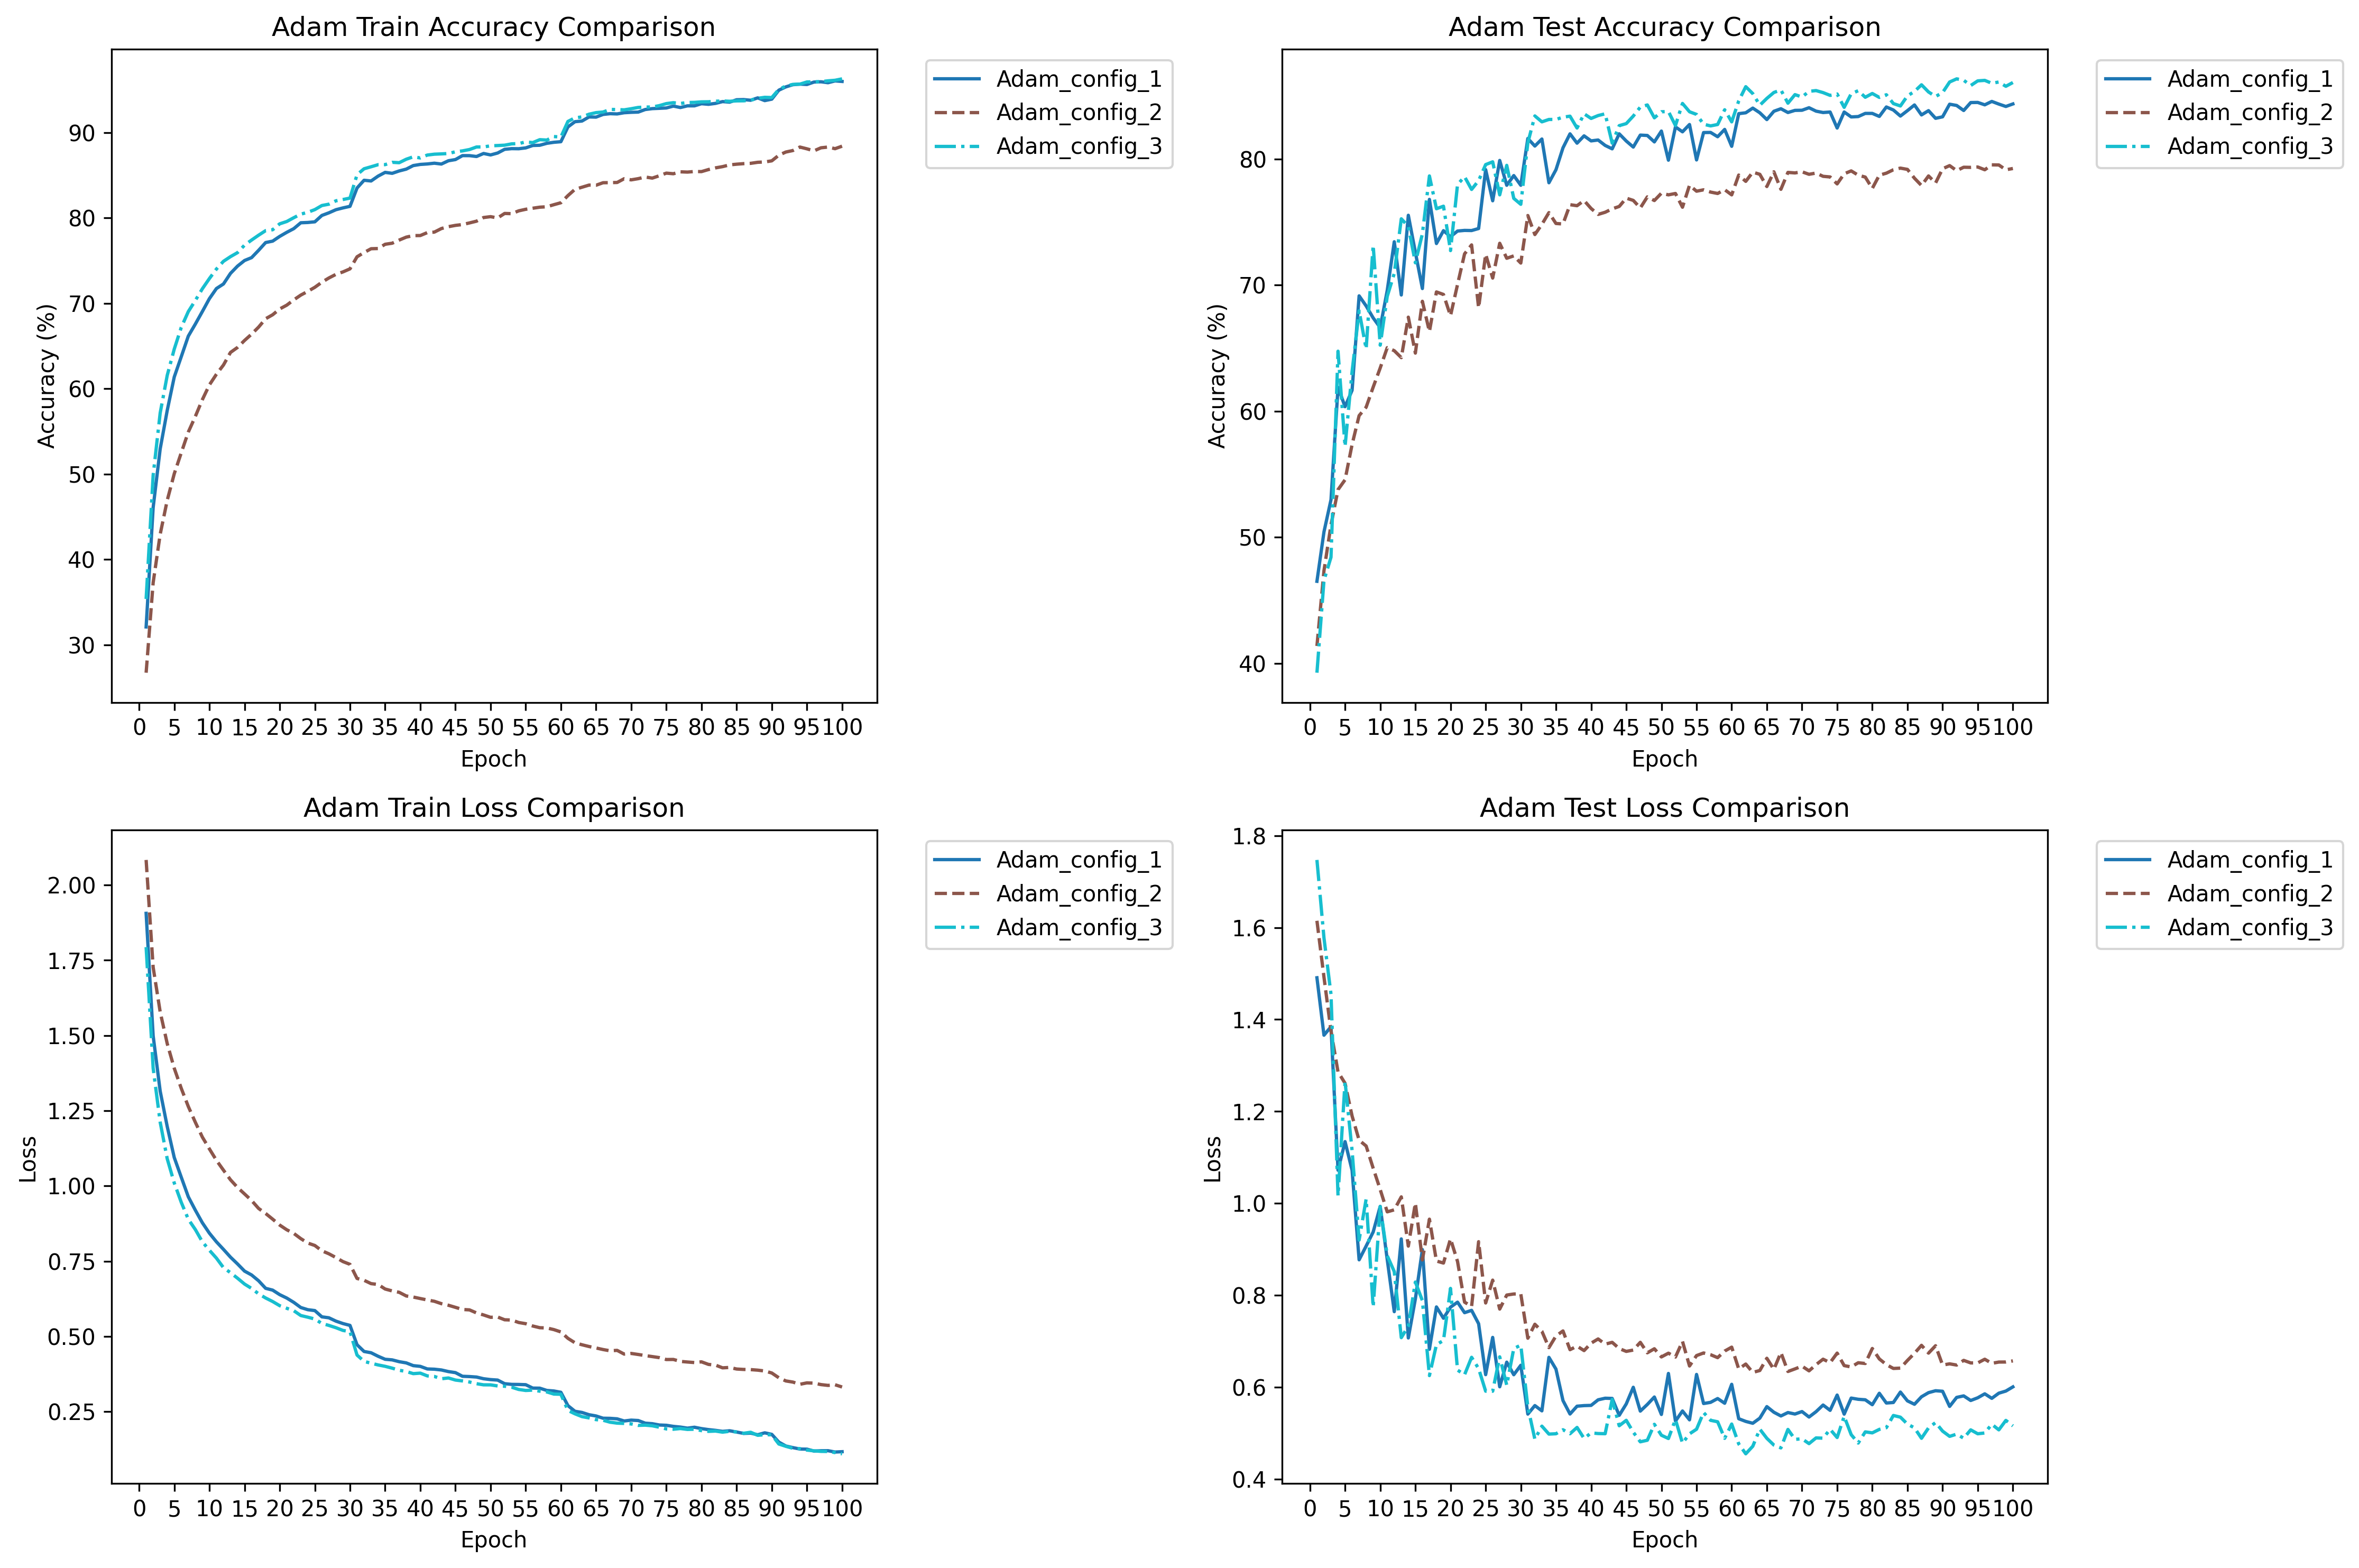 Adam Train Accuracy Comparison
Accuracy (%)
90
80
70
60
50
40
30
0 5 10 15 20 25 30 35 40 45 50 55 60 65 70 75 80 85 90 95 100
Epoch
Adam_config_1
Adam_config_2
Adam_config_3
Adam Test Accuracy Comparison
Accuracy (%)
80
70
60
50
40
0 5 10 15 20 25 30 35 40 45 50 55 60 65 70 75 80 85 90 95 100
Epoch
Adam_config_1
Adam_config_2
Adam_config_3
Adam Train Loss Comparison
Loss
2.00
1.75
1.50
1.25
1.00
0.75
0.50
0.25
0 5 10 15 20 25 30 35 40 45 50 55 60 65 70 75 80 85 90 95 100
Epoch
Adam_config_1
Adam_config_2
Adam_config_3
Adam Test Loss Comparison
Loss
1.8
1.6
1.4
1.2
1.0
0.8
0.6
0.4
0 5 10 15 20 25 30 35 40 45 50 55 60 65 70 75 80 85 90 95 100
Epoch
Adam_config_1
Adam_config_2
Adam_config_3